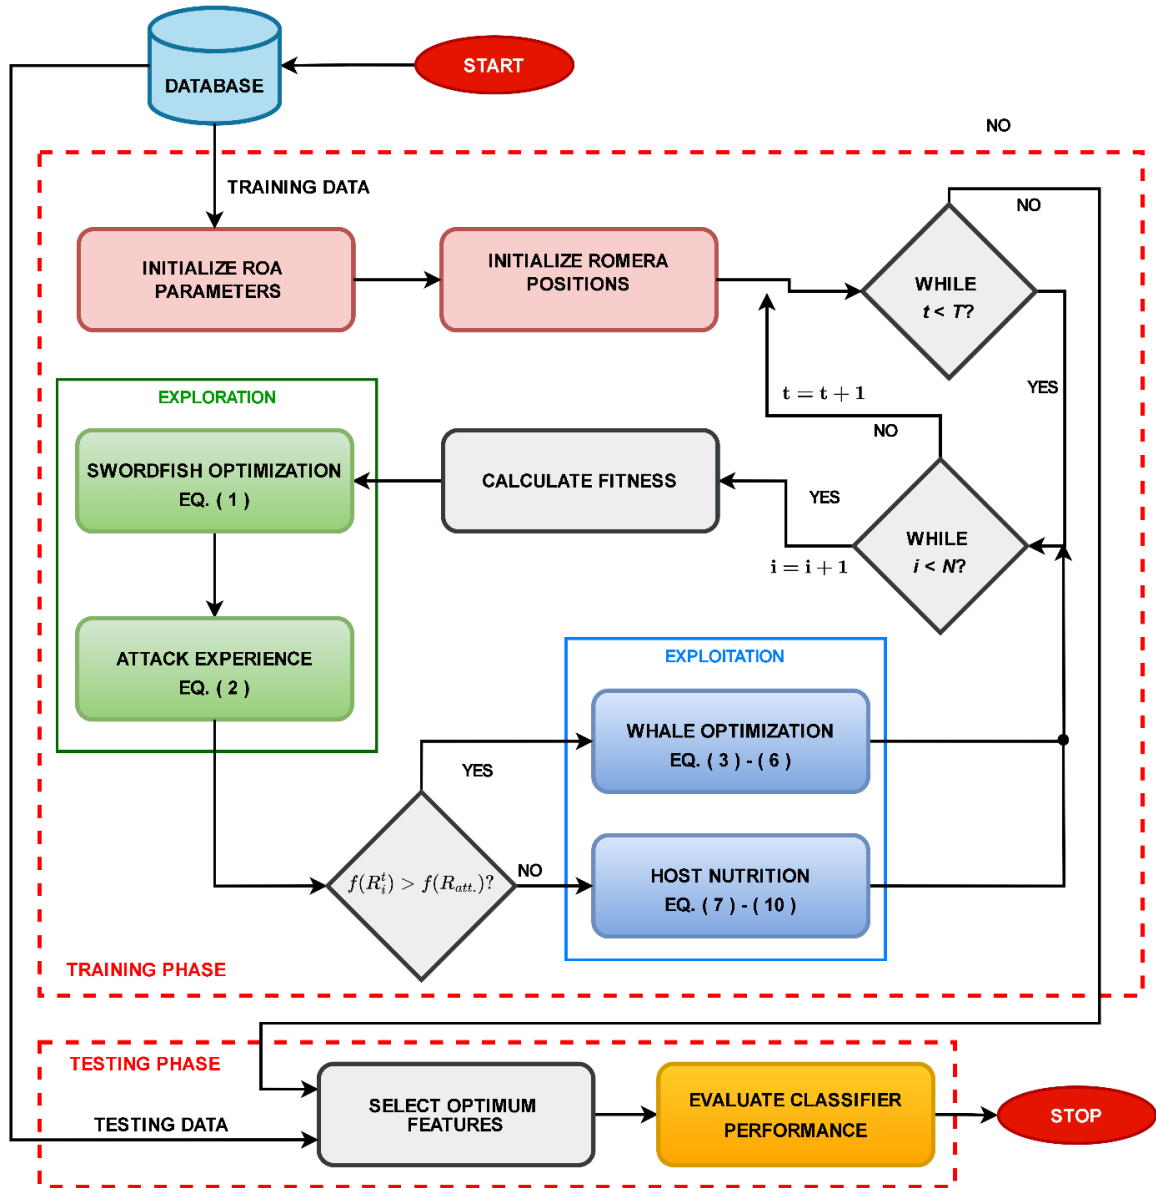 START
DATABASE
NO
TRAINING DATA
NO
INITIALIZE ROA
PARAMETERS
INITIALIZE ROMERA
POSITIONS
WHILE
t < T?
YES
t = t + 1
NO
EXPLORATION
SWORDFISH OPTIMIZATION
EQ. ( 1 )
CALCULATE FITNESS
YES
i = i + 1
WHILE
i < N?
ATTACK EXPERIENCE
EQ. ( 2 )
EXPLOITATION
WHALE OPTIMIZATION
EQ. ( 3 ) - ( 6 )
YES
f(R_i^t) > f(R_{att.})?
NO
HOST NUTRITION
EQ. ( 7 ) - ( 10 )
TRAINING PHASE
TESTING PHASE
TESTING DATA
SELECT OPTIMUM
FEATURES
EVALUATE CLASSIFIER
PERFORMANCE
STOP